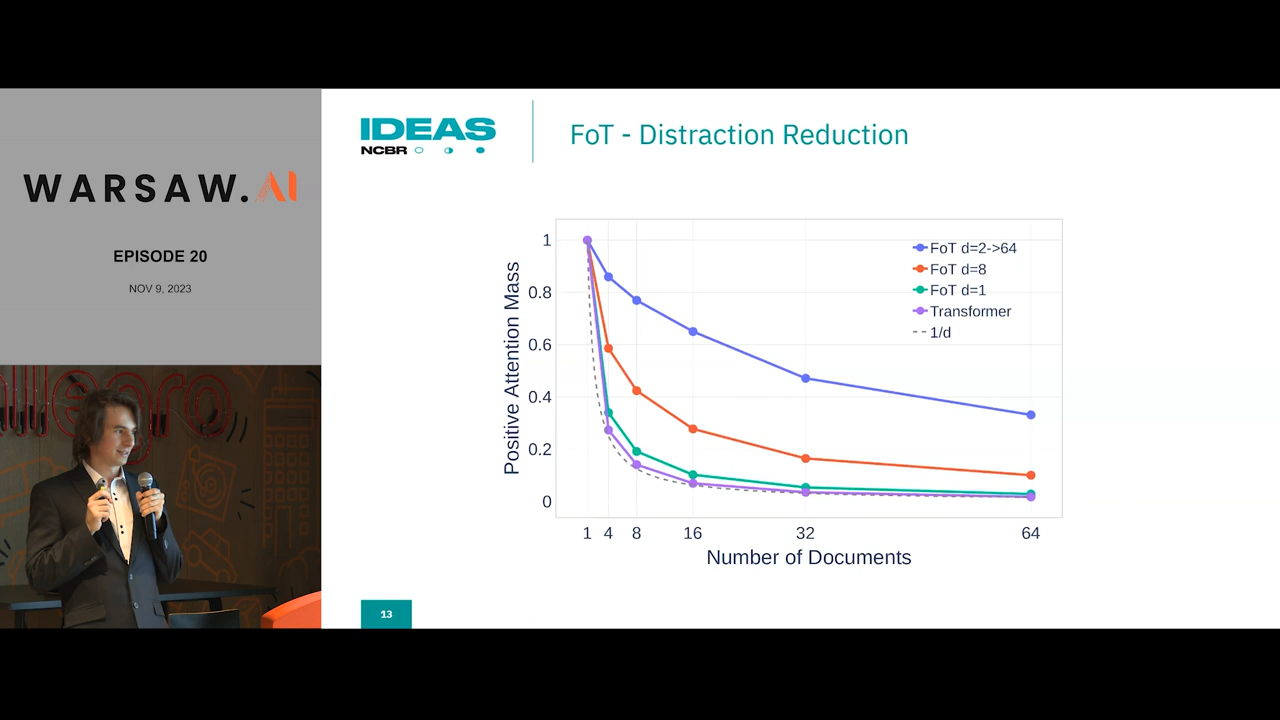 WARSAW.AI
EPISODE 20
NOV 9, 2023
llegro
IDEAS
NCBR
FoT - Distraction Reduction
Positive Attention Mass
1
0.8
0.6
0.4
0.2
0
FoT d=2->64
FoT d=8
FoT d=1
Transformer
1/d
1 4 8 16 32 64
Number of Documents
13